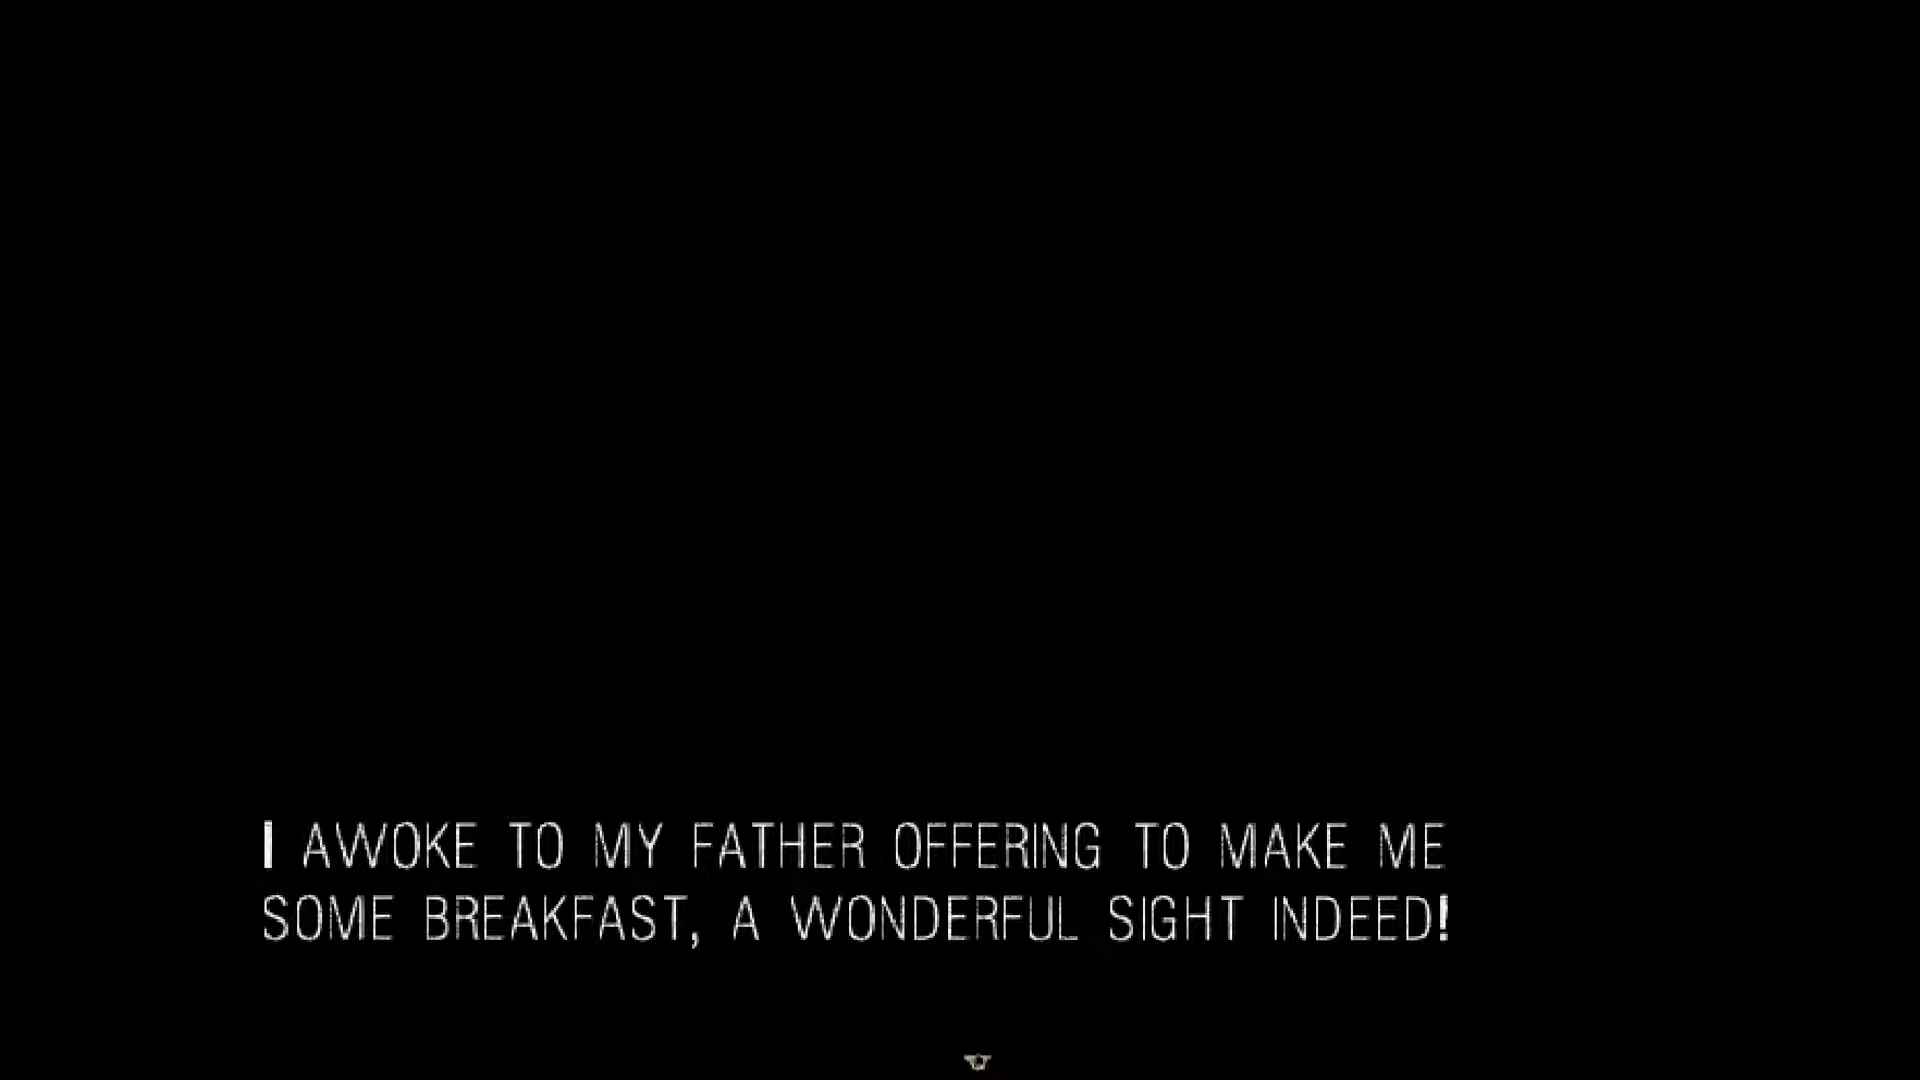 I AWOKE TO MY FATHER OFFERING TO MAKE ME
SOME BREAKFAST, A WONDERFUL SIGHT INDEED!